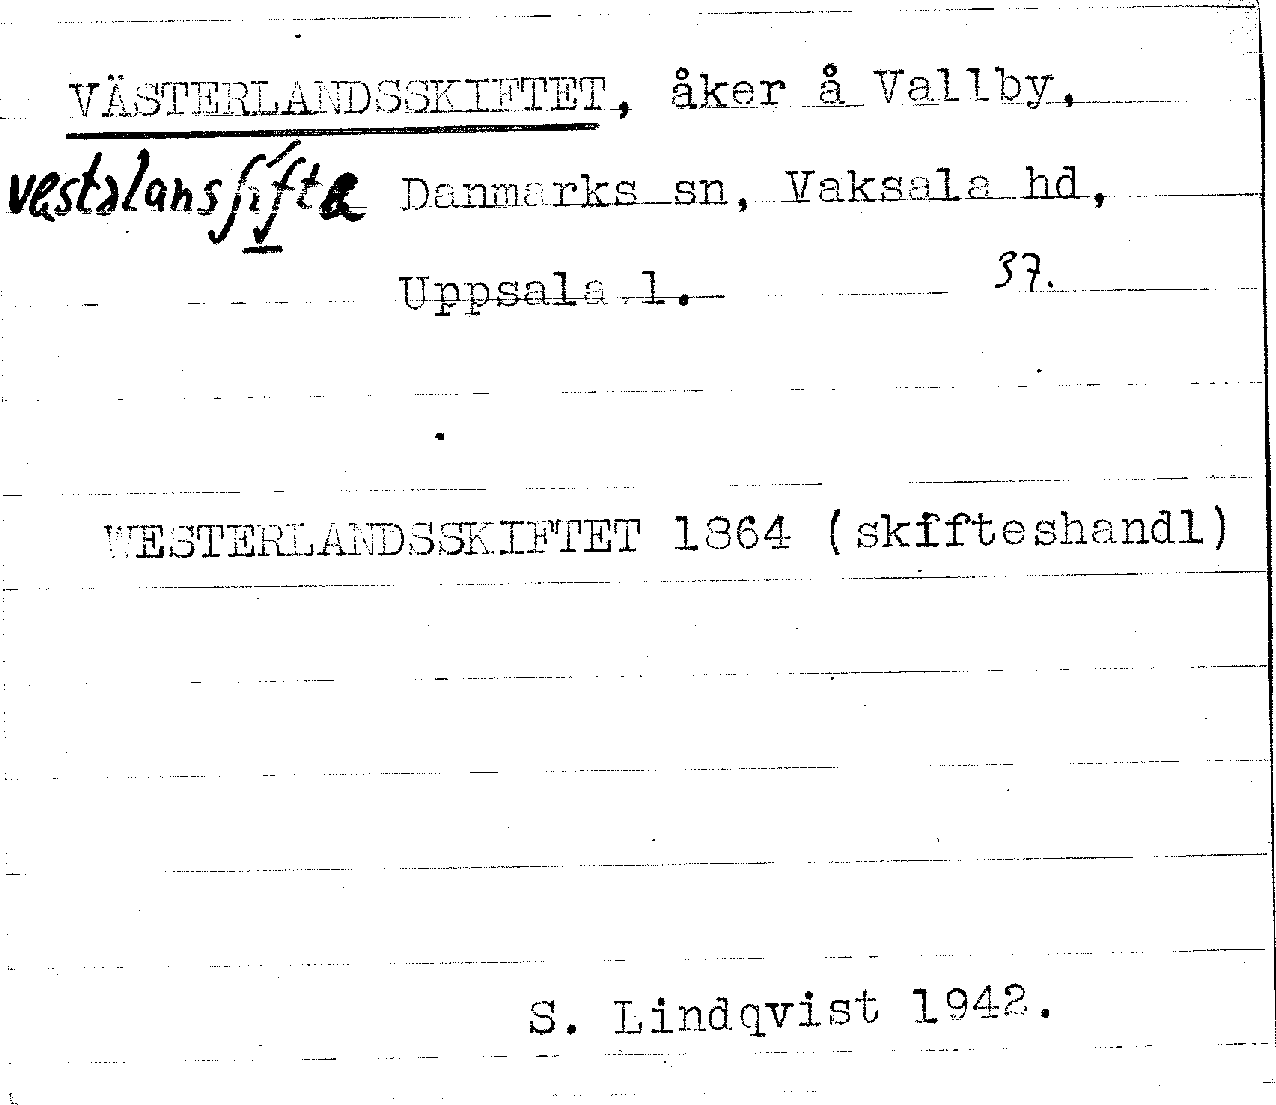 VÄSTERLANDSSKIFTET, åker å Vallby,
Danmarks sn, Vaksala hd,
Uppsala l. 37.
WESTERLANDSSKIFTET 1864 (skifteshandl)
S. Lindqvist 1942.